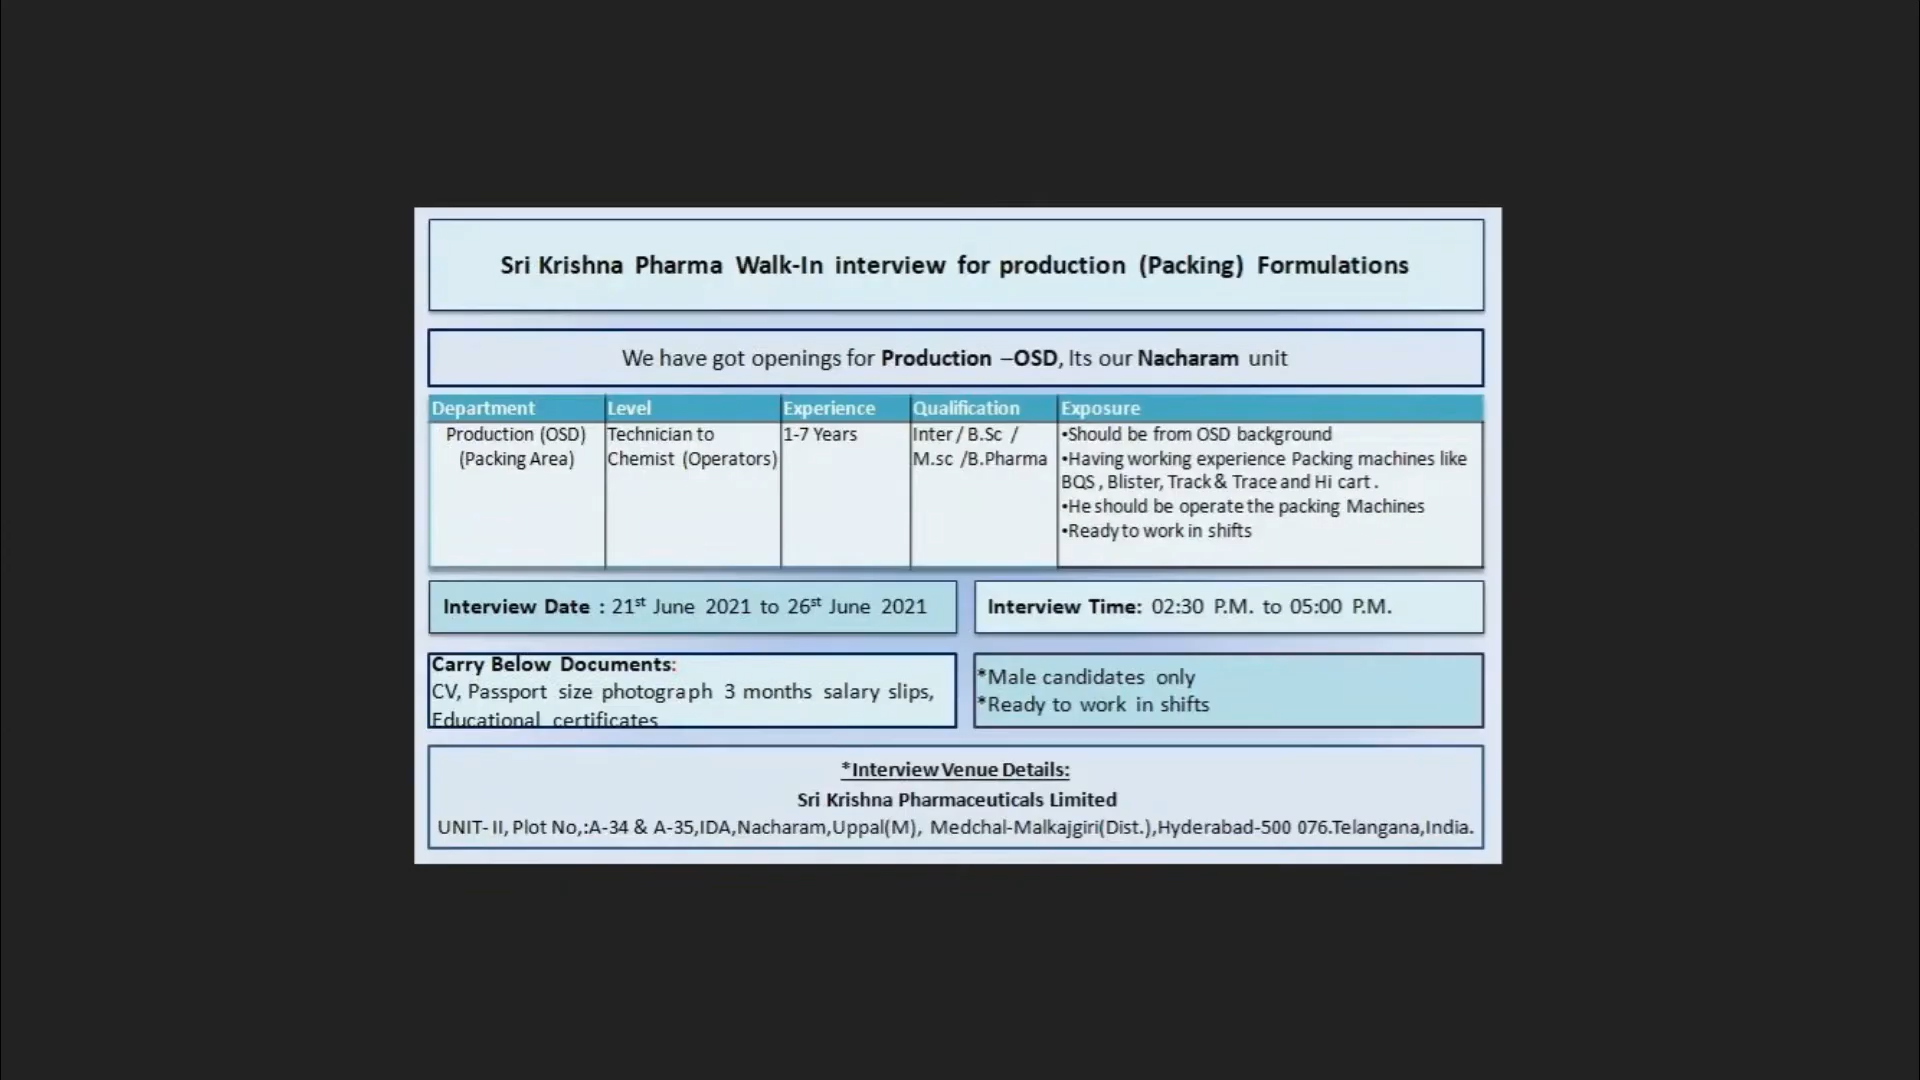 Sri Krishna Pharma Walk-In interview for production (Packing) Formulations
We have got openings for Production –OSD, Its our Nacharam unit
Department Level Experience Qualification Exposure
Production (OSD)
(Packing Area)
Technician to
Chemist (Operators)
1-7 Years
Inter / B.Sc /
M.sc /B.Pharma
•Should be from OSD background
•Having working experience Packing machines like
BQS , Blister, Track & Trace and Hi cart .
•He should be operate the packing Machines
•Ready to work in shifts
Interview Date : 21st June 2021 to 26st June 2021
Interview Time: 02:30 P.M. to 05:00 P.M.
Carry Below Documents:
CV, Passport size photograph 3 months salary slips,
Educational certificates
*Male candidates only
*Ready to work in shifts
*Interview Venue Details:
Sri Krishna Pharmaceuticals Limited
UNIT- II, Plot No,:A-34 & A-35,IDA,Nacharam,Uppal(M), Medchal-Malkajgiri(Dist.),Hyderabad-500 076.Telangana,India.